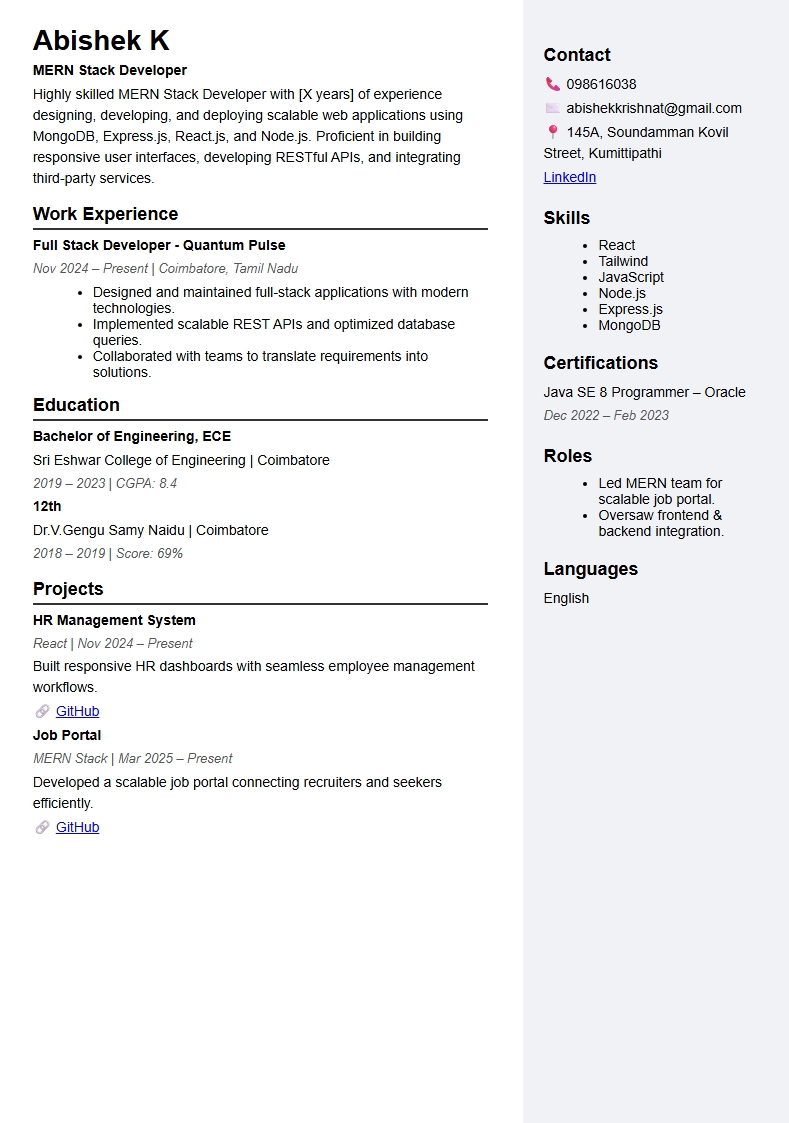 Abishek K
MERN Stack Developer
Highly skilled MERN Stack Developer with [X years] of experience
designing, developing, and deploying scalable web applications using
MongoDB, Express.js, React.js, and Node.js. Proficient in building
responsive user interfaces, developing RESTful APIs, and integrating
third-party services.
Work Experience
Full Stack Developer - Quantum Pulse
Nov 2024 – Present | Coimbatore, Tamil Nadu
• Designed and maintained full-stack applications with modern
technologies.
• Implemented scalable REST APIs and optimized database
queries.
• Collaborated with teams to translate requirements into
solutions.
Education
Bachelor of Engineering, ECE
Sri Eshwar College of Engineering | Coimbatore
2019 – 2023 | CGPA: 8.4
12th
Dr.V.Gengu Samy Naidu | Coimbatore
2018 – 2019 | Score: 69%
Projects
HR Management System
React | Nov 2024 – Present
Built responsive HR dashboards with seamless employee management
workflows.
GitHub
Job Portal
MERN Stack | Mar 2025 – Present
Developed a scalable job portal connecting recruiters and seekers
efficiently.
GitHub
Contact
098616038
abishekkrishnat@gmail.com
145A, Soundamman Kovil
Street, Kumittipathi
LinkedIn
Skills
• React
• Tailwind
• JavaScript
• Node.js
• Express.js
• MongoDB
Certifications
Java SE 8 Programmer – Oracle
Dec 2022 – Feb 2023
Roles
• Led MERN team for
scalable job portal.
• Oversaw frontend &
backend integration.
Languages
English